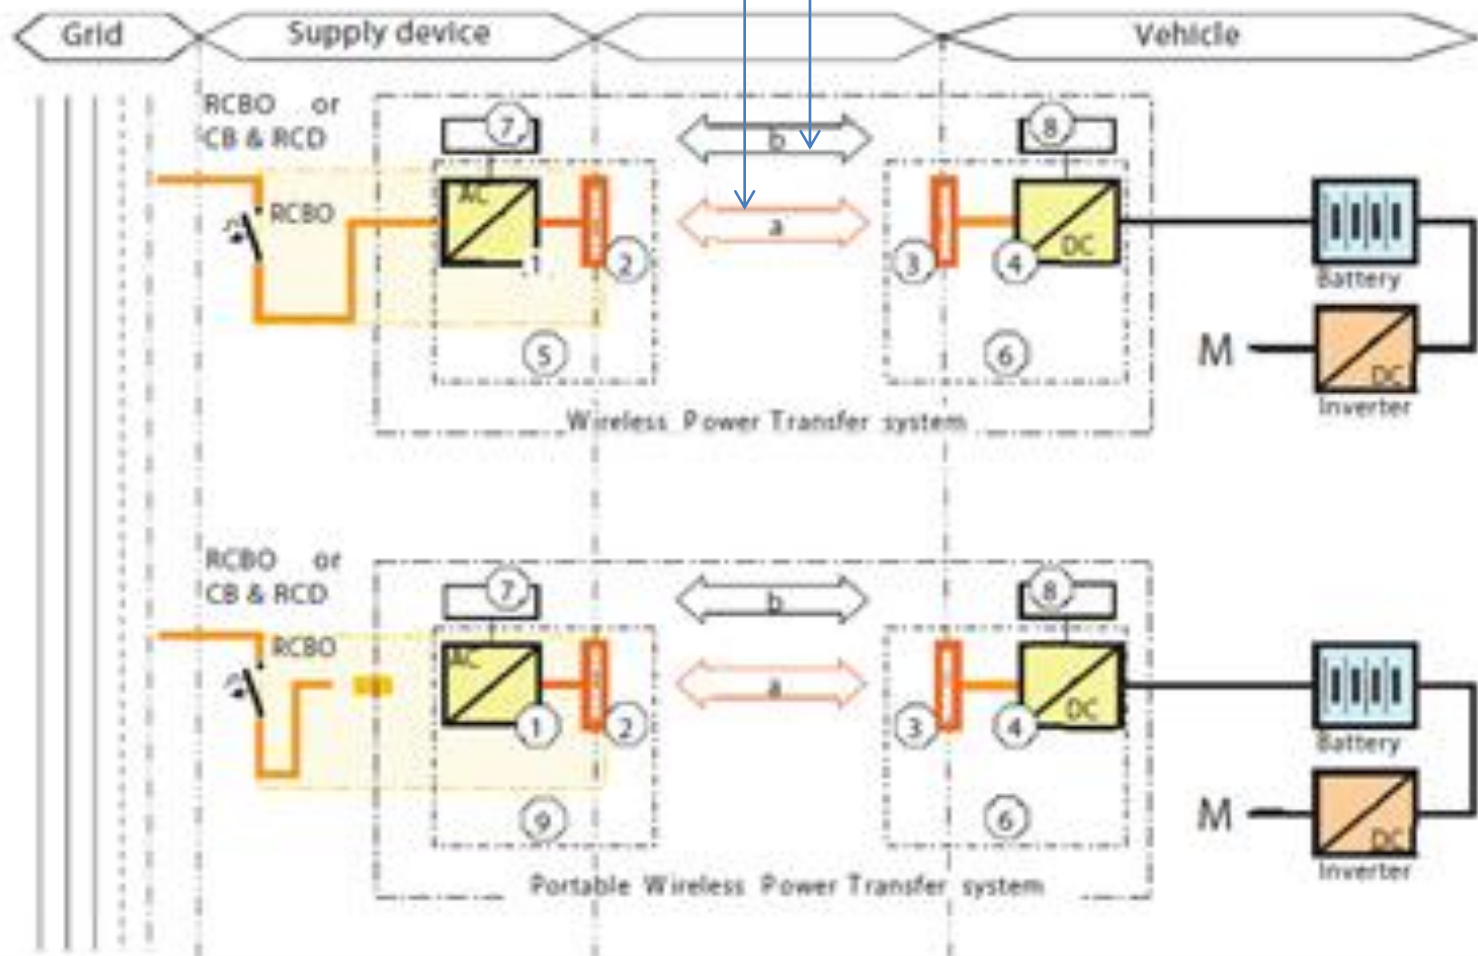 Grid
Supply device
Vehicle
RCBO or
CB & RCD
7
b
8
AC
RCBO
a
1
2
3
4
DC
Battery
5
6
M
DC
Inverter
Wireless Power Transfer system
RCBO or
CB & RCD
7
b
8
RCBO
AC
a
1
2
3
4
DC
Battery
9
6
M
DC
Inverter
Portable Wireless Power Transfer system